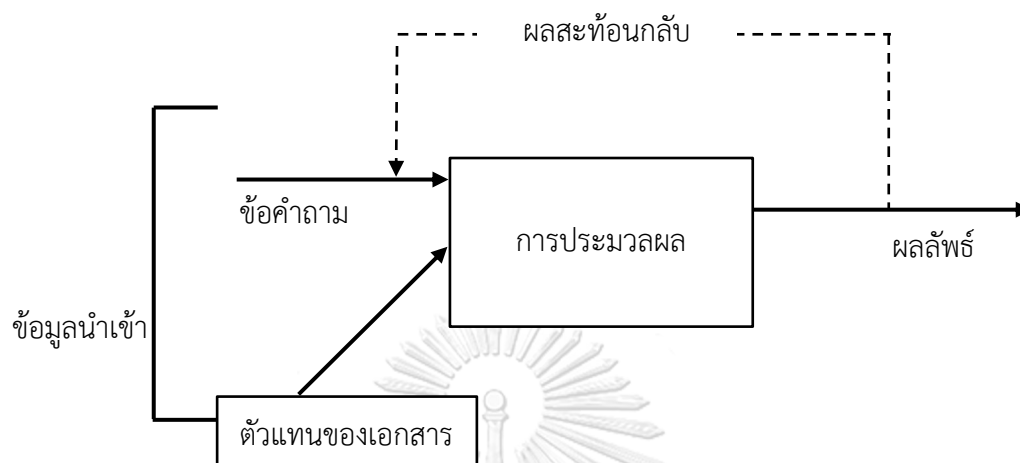 ผลสะท้อนกลับ
ข้อคำถาม
การประมวลผล
ผลลัพธ์
ข้อมูลนำเข้า
ตัวแทนของเอกสาร